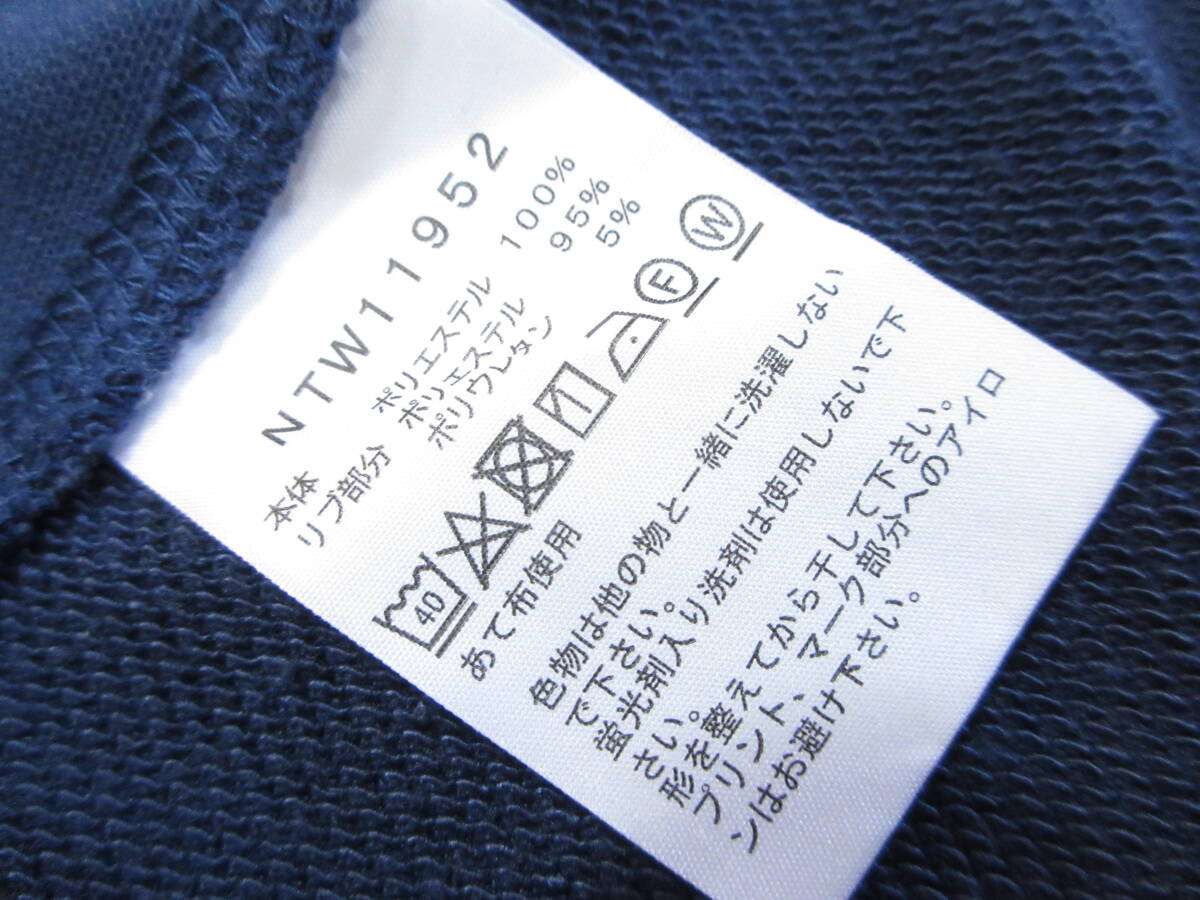 NTW11952
本体 ポリエステル 100%
リブ部分 ポリエステル 95%
ポリウレタン 5%
40 F W
あて布使用
色物は他の物と一緒に洗濯しない
で下さい。
蛍光剤入り洗剤は使用しないで下
さい。
形を整えてから干して下さい。
プリント、マーク部分へのアイロ
ンはお避け下さい。